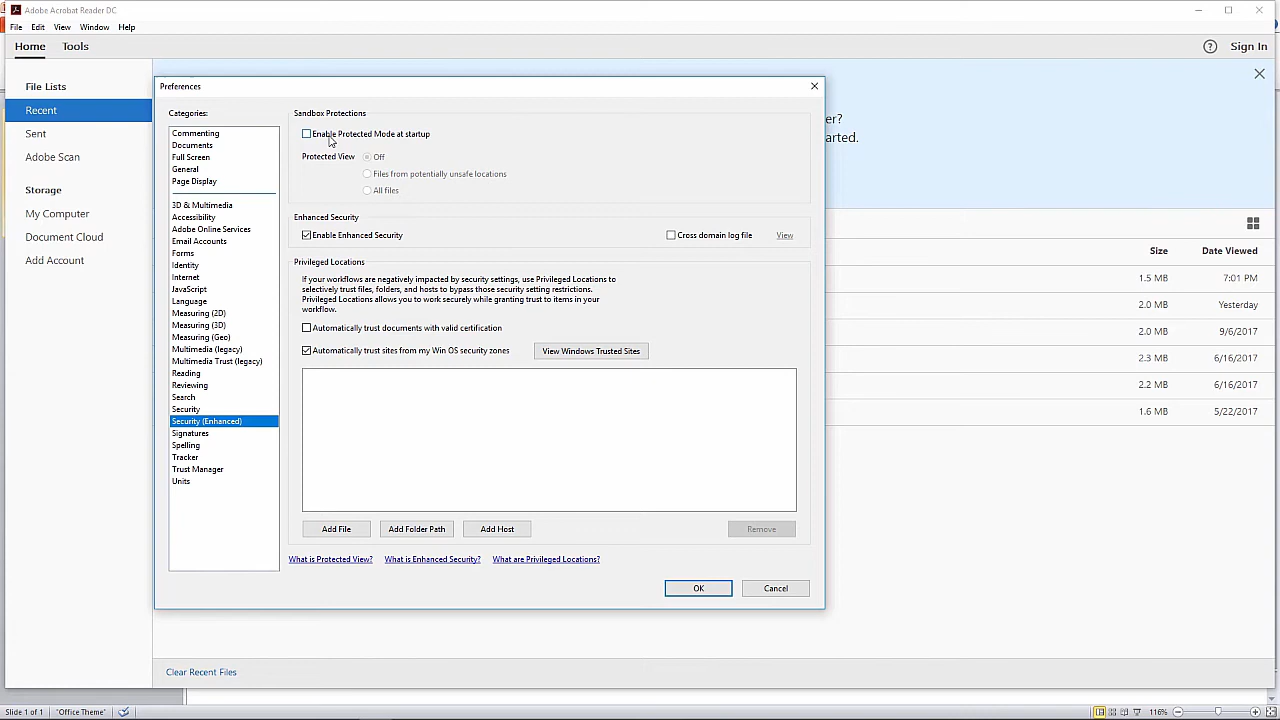 Adobe Acrobat Reader DC
File Edit View Window Help
Home Tools
Sign In
File Lists
Recent
Sent
Adobe Scan
Storage
My Computer
Document Cloud
Add Account
er?
arted.
Size Date Viewed
1.5 MB 7:01 PM
2.0 MB Yesterday
2.0 MB 9/6/2017
2.3 MB 6/16/2017
2.2 MB 6/16/2017
1.6 MB 5/22/2017
Clear Recent Files
Preferences
Categories:
Commenting
Documents
Full Screen
General
Page Display
3D & Multimedia
Accessibility
Adobe Online Services
Email Accounts
Forms
Identity
Internet
JavaScript
Language
Measuring (2D)
Measuring (3D)
Measuring (Geo)
Multimedia (legacy)
Multimedia Trust (legacy)
Reading
Reviewing
Search
Security
Security (Enhanced)
Signatures
Spelling
Tracker
Trust Manager
Units
Sandbox Protections
Enable Protected Mode at startup
Protected View Off
Files from potentially unsafe locations
All files
Enhanced Security
Enable Enhanced Security Cross domain log file View
Privileged Locations
If your workflows are negatively impacted by security settings, use Privileged Locations to
selectively trust files, folders, and hosts to bypass those security setting restrictions.
Privileged Locations allows you to work securely while granting trust to items in your
workflow.
Automatically trust documents with valid certification
Automatically trust sites from my Win OS security zones View Windows Trusted Sites
Add File Add Folder Path Add Host Remove
What is Protected View? What is Enhanced Security? What are Privileged Locations?
OK Cancel
Slide 1 of 1 "Office Theme" 116%